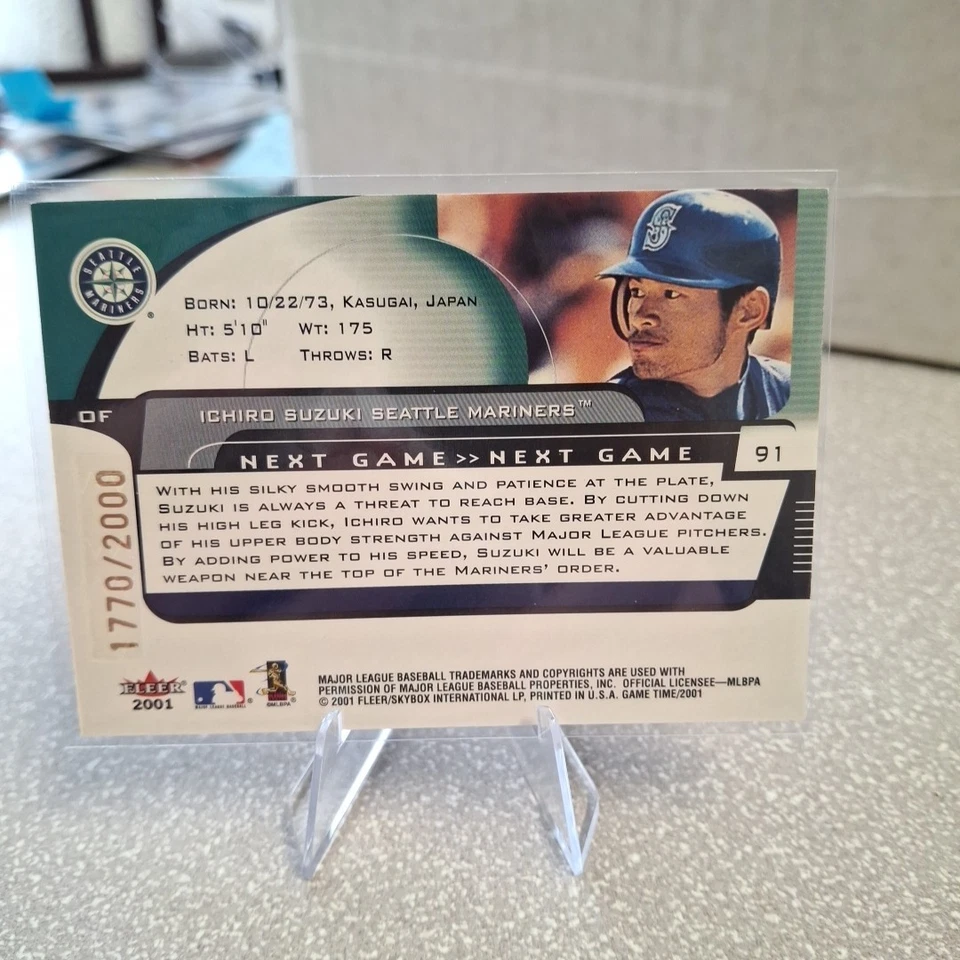 SEATTLE
MARINERS
®
BORN: 10/22/73, KASUGAI, JAPAN
HT: 5'10" WT: 175
BATS: L THROWS: R
S
OF
ICHIRO SUZUKI SEATTLE MARINERS™
NEXT GAME>>NEXT GAME
91
WITH HIS SILKY SMOOTH SWING AND PATIENCE AT THE PLATE,
SUZUKI IS ALWAYS A THREAT TO REACH BASE. BY CUTTING DOWN
HIS HIGH LEG KICK, ICHIRO WANTS TO TAKE GREATER ADVANTAGE
OF HIS UPPER BODY STRENGTH AGAINST MAJOR LEAGUE PITCHERS.
BY ADDING POWER TO HIS SPEED, SUZUKI WILL BE A VALUABLE
WEAPON NEAR THE TOP OF THE MARINERS' ORDER.
1770/2000
FLEER®
2001
MAJOR LEAGUE BASEBALL
®
©MLBPA
MAJOR LEAGUE BASEBALL TRADEMARKS AND COPYRIGHTS ARE USED WITH
PERMISSION OF MAJOR LEAGUE BASEBALL PROPERTIES, INC. OFFICIAL LICENSEE—MLBPA
© 2001 FLEER/SKYBOX INTERNATIONAL LP, PRINTED IN U.S.A. GAME TIME/2001